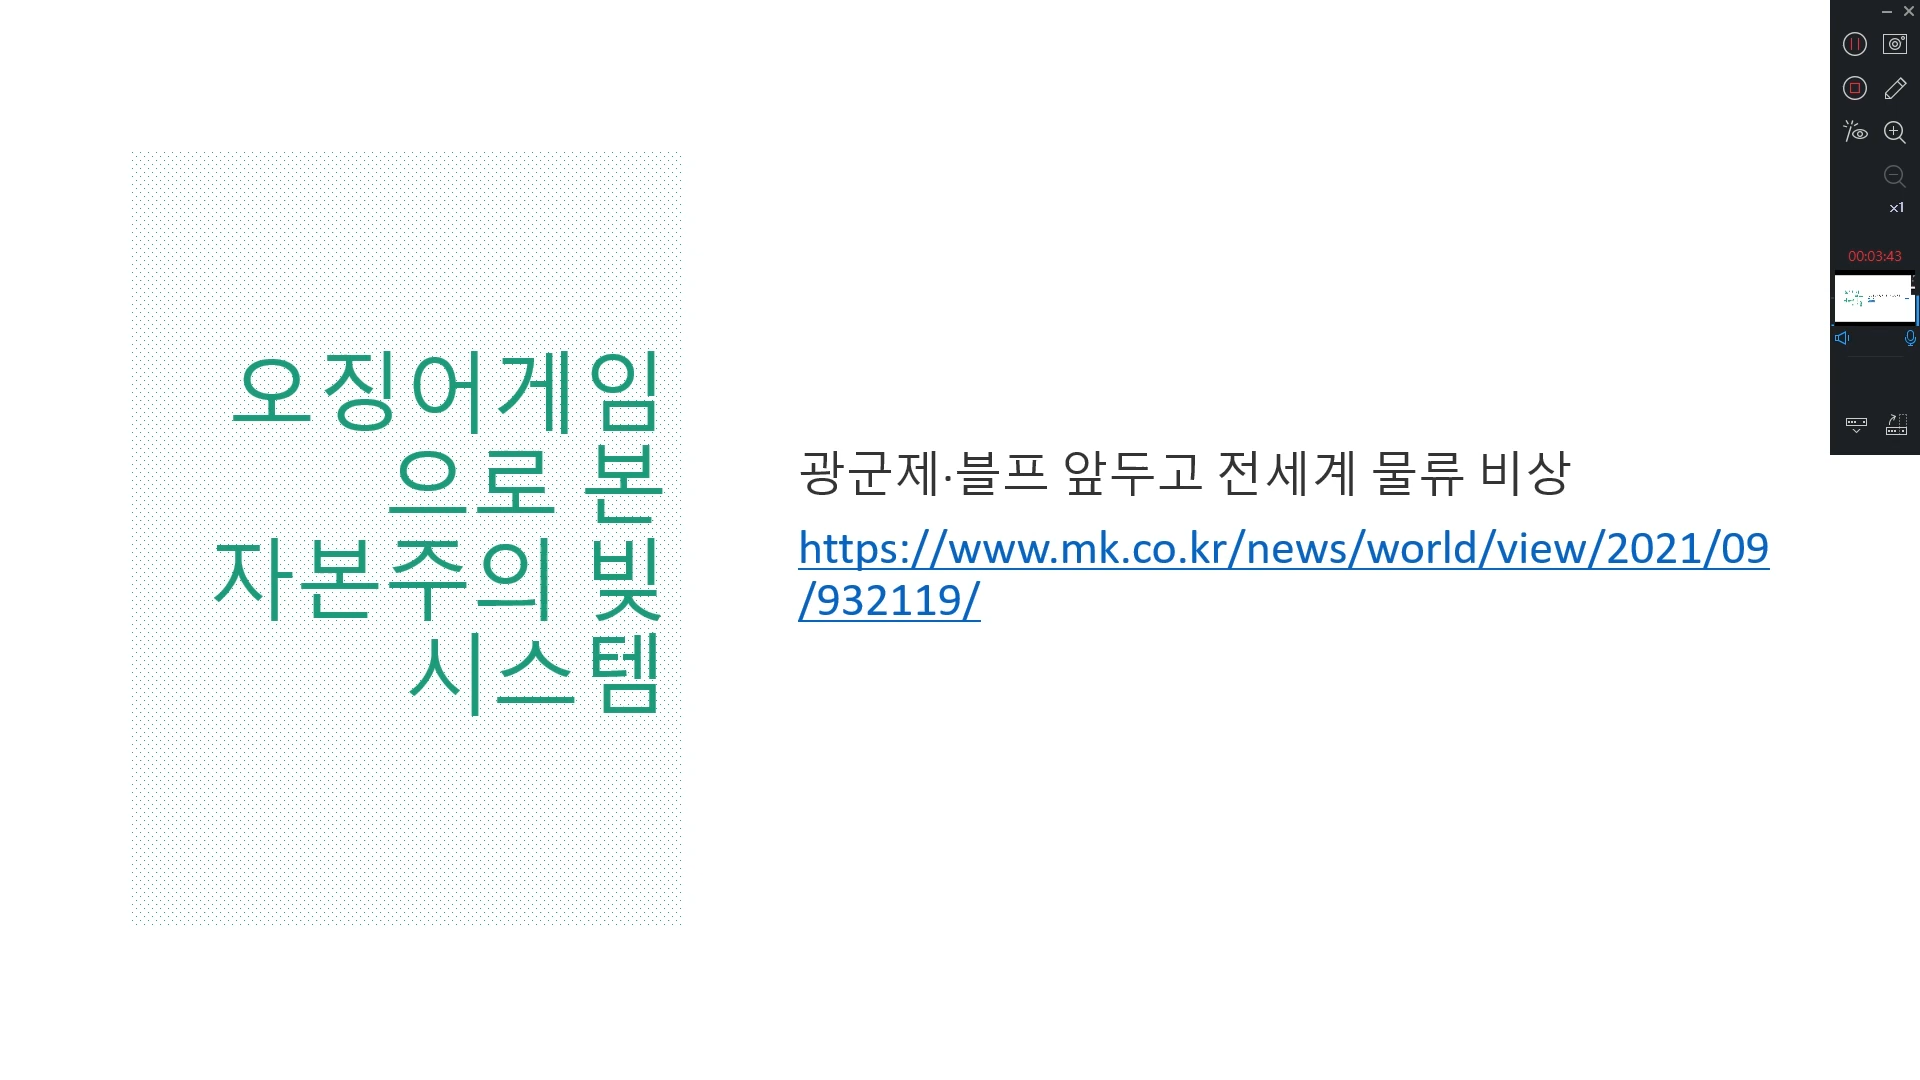 오징어게임
으로 본
자본주의 빚
시스템
광군제·블프 앞두고 전세계 물류 비상
https://www.mk.co.kr/news/world/view/2021/09
/932119/
x1
00:03:43